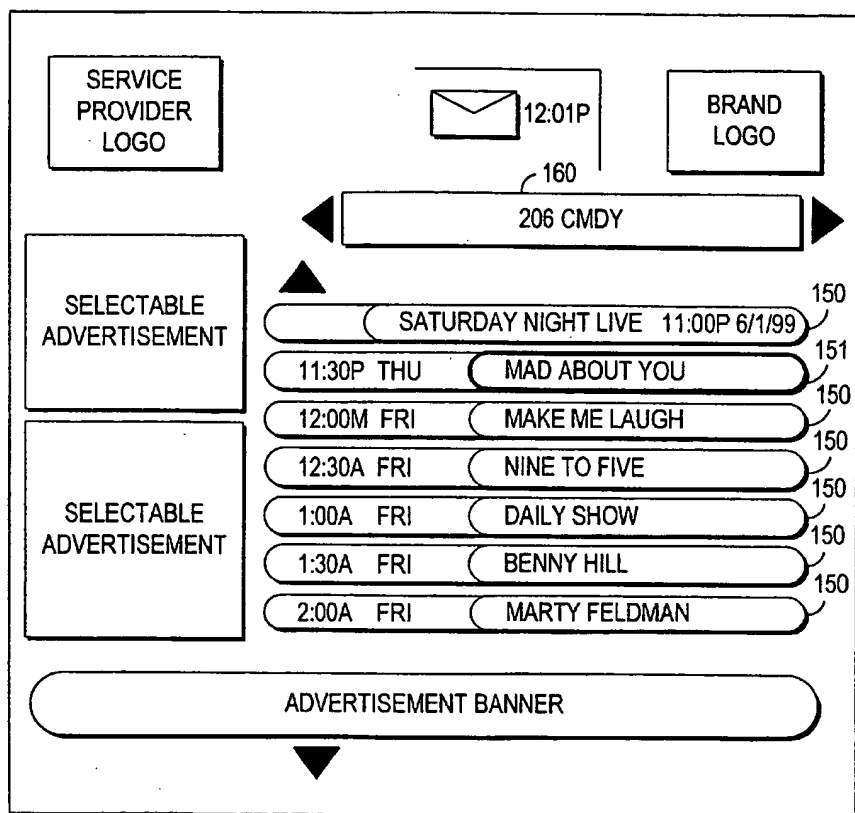 SERVICE
PROVIDER
LOGO
12:01P
BRAND
LOGO
160
206 CMDY
SELECTABLE
ADVERTISEMENT
SATURDAY NIGHT LIVE 11:00P 6/1/99
150
11:30P THU MAD ABOUT YOU
151
12:00M FRI MAKE ME LAUGH
150
12:30A FRI NINE TO FIVE
150
SELECTABLE
ADVERTISEMENT
1:00A FRI DAILY SHOW
150
1:30A FRI BENNY HILL
150
2:00A FRI MARTY FELDMAN
150
ADVERTISEMENT BANNER